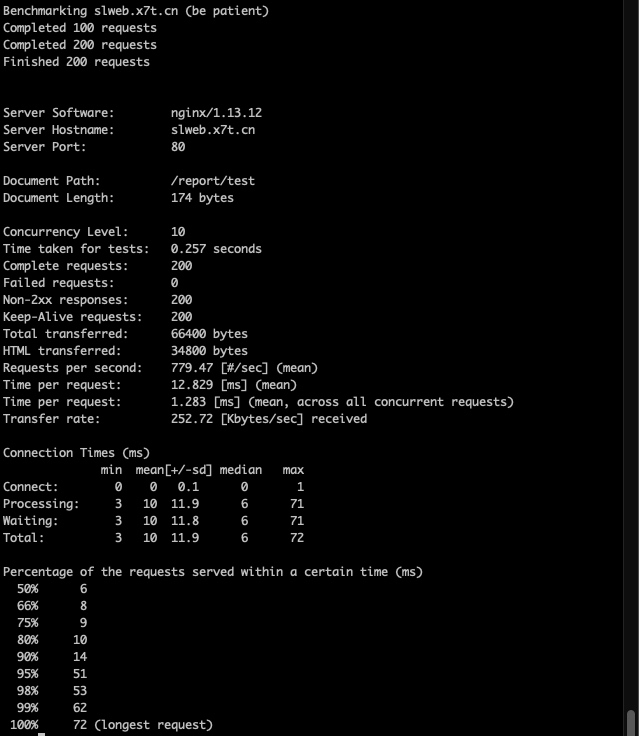 Benchmarking slweb.x7t.cn (be patient)
Completed 100 requests
Completed 200 requests
Finished 200 requests
Server Software: nginx/1.13.12
Server Hostname: slweb.x7t.cn
Server Port: 80
Document Path: /report/test
Document Length: 174 bytes
Concurrency Level: 10
Time taken for tests: 0.257 seconds
Complete requests: 200
Failed requests: 0
Non-2xx responses: 200
Keep-Alive requests: 200
Total transferred: 66400 bytes
HTML transferred: 34800 bytes
Requests per second: 779.47 [#/sec] (mean)
Time per request: 12.829 [ms] (mean)
Time per request: 1.283 [ms] (mean, across all concurrent requests)
Transfer rate: 252.72 [Kbytes/sec] received
Connection Times (ms)
min mean[+/-sd] median max
Connect: 0 0 0.1 0 1
Processing: 3 10 11.9 6 71
Waiting: 3 10 11.8 6 71
Total: 3 10 11.9 6 72
Percentage of the requests served within a certain time (ms)
50% 6
66% 8
75% 9
80% 10
90% 14
95% 51
98% 53
99% 62
100% 72 (longest request)